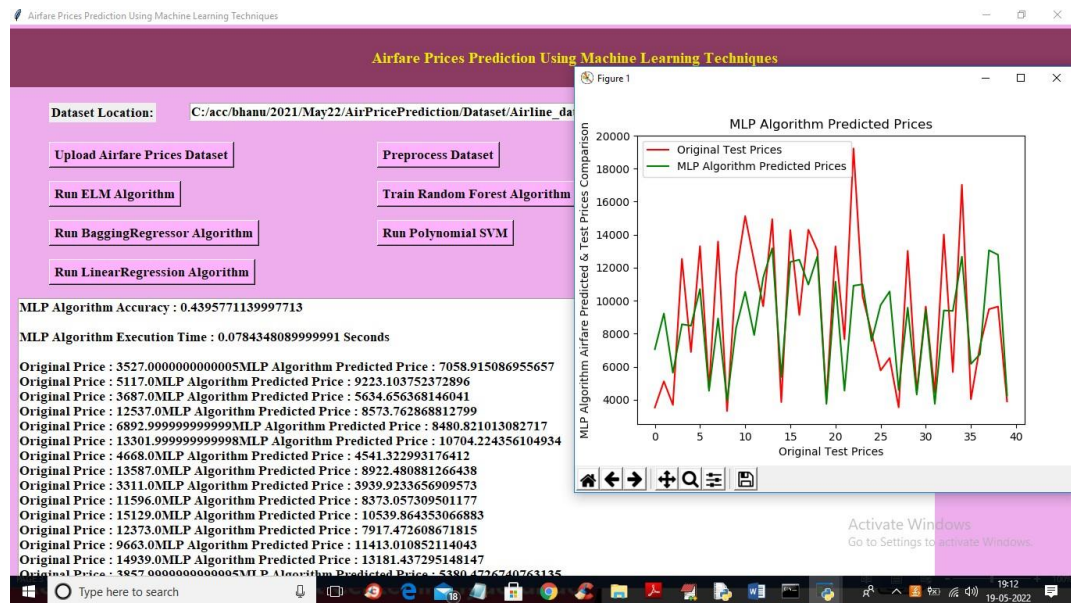 Airfare Prices Prediction Using Machine Learning Techniques
Airfare Prices Prediction Using Machine Learning Techniques
Dataset Location:
C:/acc/bhanu/2021/May22/AirPricePrediction/Dataset/Airline_da
Upload Airfare Prices Dataset
Preprocess Dataset
Run ELM Algorithm
Train Random Forest Algorithm
Run BaggingRegressor Algorithm
Run Polynomial SVM
Run LinearRegression Algorithm
MLP Algorithm Accuracy : 0.4395771139997713
MLP Algorithm Execution Time : 0.0784348089999991 Seconds
Original Price : 3527.0000000000005MLP Algorithm Predicted Price : 7058.915086955657
Original Price : 5117.0MLP Algorithm Predicted Price : 9223.103752372896
Original Price : 3687.0MLP Algorithm Predicted Price : 5634.656368146041
Original Price : 12537.0MLP Algorithm Predicted Price : 8573.762868812799
Original Price : 6892.999999999999MLP Algorithm Predicted Price : 8480.821013082717
Original Price : 13301.999999999998MLP Algorithm Predicted Price : 10704.224356104934
Original Price : 4668.0MLP Algorithm Predicted Price : 4541.322993176412
Original Price : 13587.0MLP Algorithm Predicted Price : 8922.480881266438
Original Price : 3311.0MLP Algorithm Predicted Price : 3939.9233656909573
Original Price : 11596.0MLP Algorithm Predicted Price : 8373.057309501177
Original Price : 15129.0MLP Algorithm Predicted Price : 10539.864353066883
Original Price : 12373.0MLP Algorithm Predicted Price : 7917.472608671815
Original Price : 9663.0MLP Algorithm Predicted Price : 11413.010852114043
Original Price : 14939.0MLP Algorithm Predicted Price : 13181.437295148147
Original Price : 3857.9999999999995MLP Algorithm Predicted Price : 5380.4726740763135
Figure 1
MLP Algorithm Predicted Prices
Original Test Prices
MLP Algorithm Predicted Prices
MLP Algorithm Airfare Predicted & Test Prices Comparison
20000
18000
16000
14000
12000
10000
8000
6000
4000
0 5 10 15 20 25 30 35 40
Original Test Prices
Activate Windows
Go to Settings to activate Windows.
Type here to search
18
19:12
19-05-2022